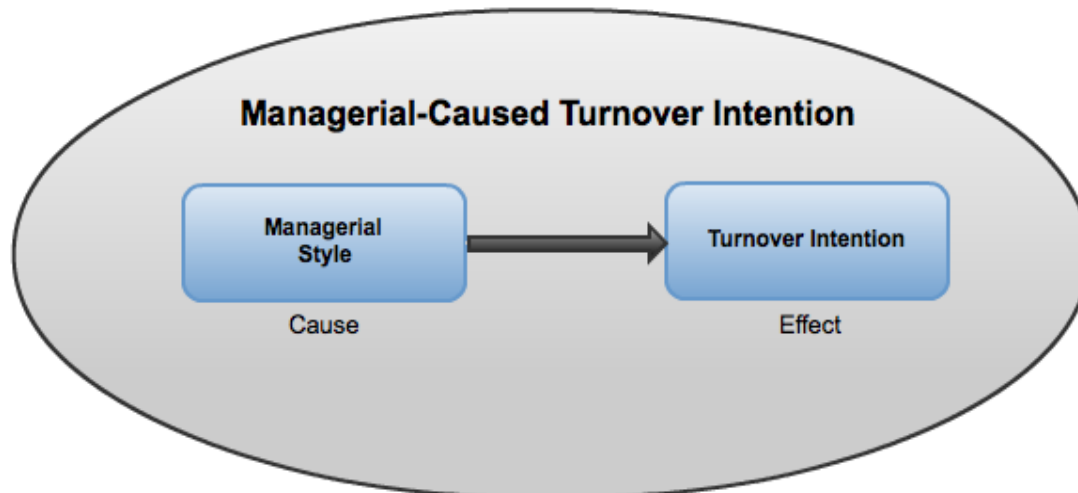 Managerial-Caused Turnover Intention
Managerial
Style
Turnover Intention
Cause
Effect